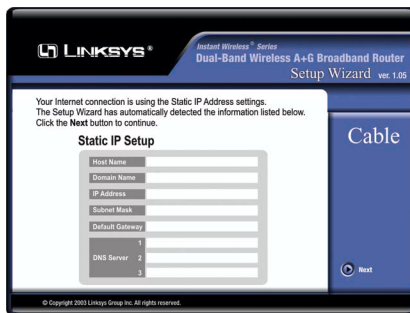 LINKSYS®
Instant Wireless® Series
Dual-Band Wireless A+G Broadband Router
Setup Wizard ver. 1.05
Your Internet connection is using the Static IP Address settings.
The Setup Wizard has automatically detected the information listed below.
Click the Next button to continue.
Cable
Static IP Setup
Host Name
Domain Name
IP Address
Subnet Mask
Default Gateway
1
DNS Server 2
3
Next
© Copyright 2003 Linksys Group Inc. All rights reserved.